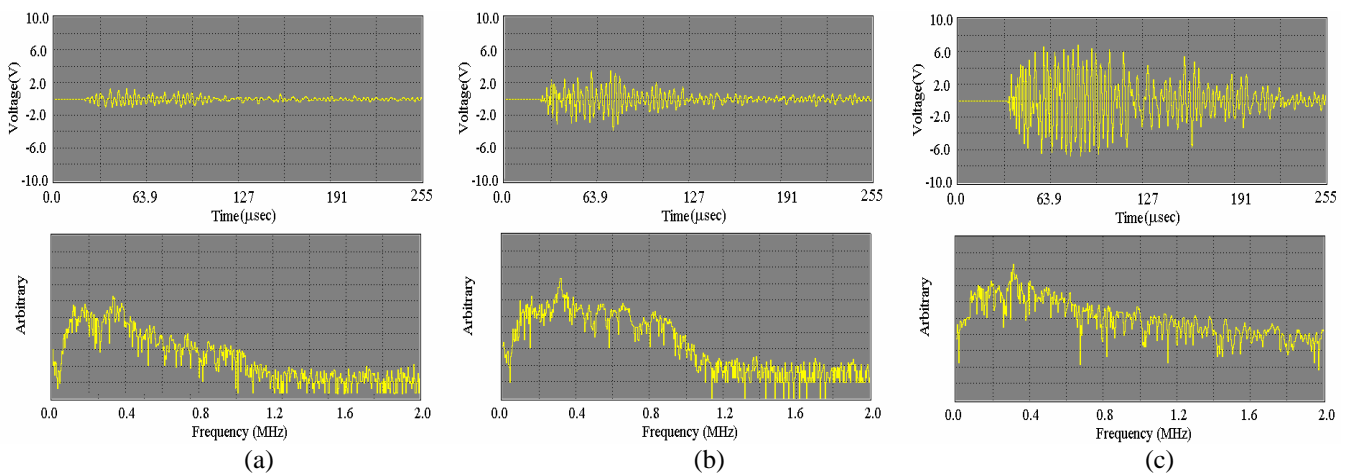 10.0
6.0
2.0
-2.0
-6.0
-10.0
Voltage(V)
0.0 63.9 127 191 255
Time(μsec)
Arbitrary
0.0 0.4 0.8 1.2 1.6 2.0
Frequency (MHz)
(a)
10.0
6.0
2.0
-2.0
-6.0
-10.0
Voltage(V)
0.0 63.9 127 191 255
Time(μsec)
Arbitrary
0.0 0.4 0.8 1.2 1.6 2.0
Frequency (MHz)
(b)
10.0
6.0
2.0
-2.0
-6.0
-10.0
Voltage(V)
0.0 63.9 127 191 255
Time(μsec)
Arbitrary
0.0 0.4 0.8 1.2 1.6 2.0
Frequency (MHz)
(c)